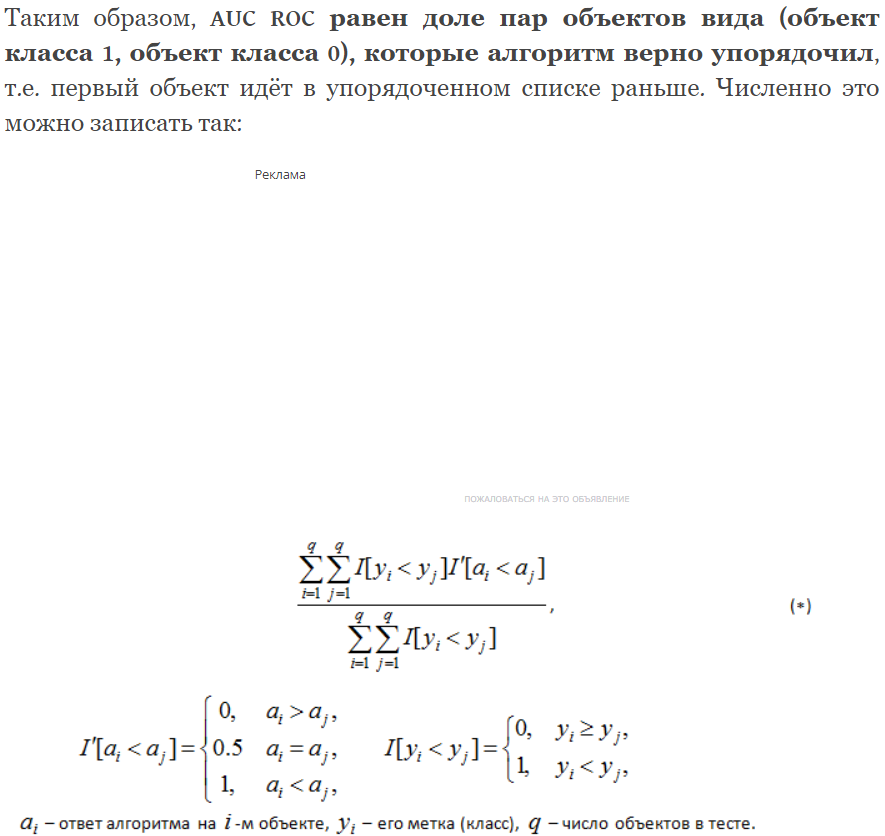 Таким образом, AUC ROC равен доле пар объектов вида (объект
класса 1, объект класса 0), которые алгоритм верно упорядочил,
т.е. первый объект идёт в упорядоченном списке раньше. Численно это
можно записать так:
Реклама
ПОЖАЛОВАТЬСЯ НА ЭТО ОБЪЯВЛЕНИЕ
\frac{\sum_{i=1}^{q}\sum_{j=1}^{q} I[y_i < y_j] I'[a_i < a_j]}{\sum_{i=1}^{q}\sum_{j=1}^{q} I[y_i < y_j]}, (*)
I'[a_i < a_j] = \begin{cases} 0, & a_i > a_j, \\ 0.5 & a_i = a_j, \\ 1, & a_i < a_j, \end{cases} I[y_i < y_j] = \begin{cases} 0, & y_i \geq y_j, \\ 1, & y_i < y_j, \end{cases}
a_i – ответ алгоритма на i-м объекте, y_i – его метка (класс), q – число объектов в тесте.